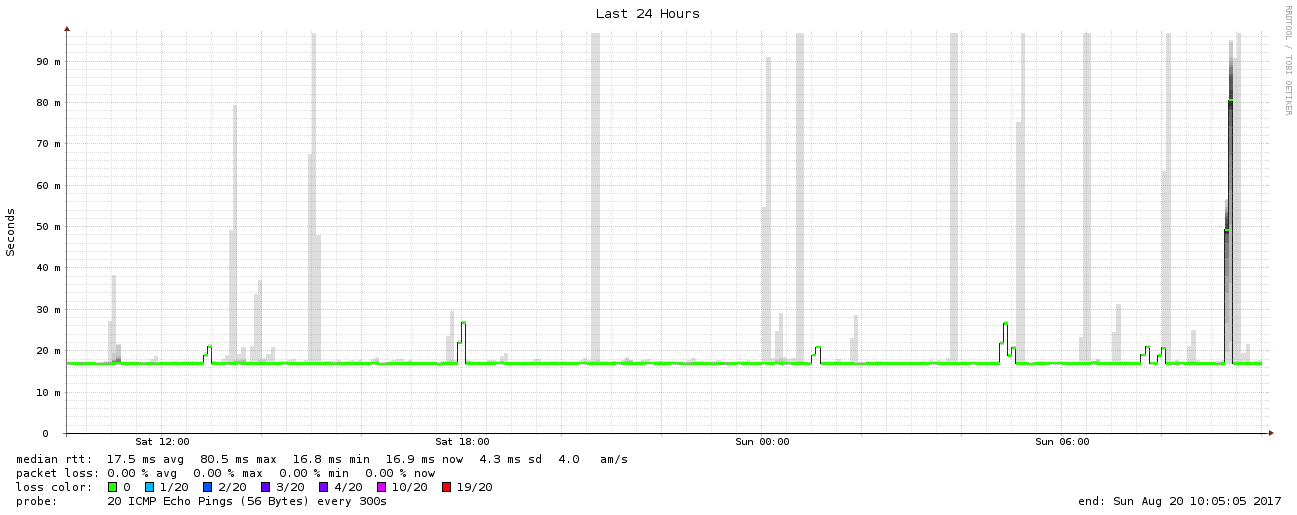 Last 24 Hours
RRDTOOL / TOBI OETIKER
Seconds
90 m
80 m
70 m
60 m
50 m
40 m
30 m
20 m
10 m
0
Sat 12:00 Sat 18:00 Sun 00:00 Sun 06:00
median rtt: 17.5 ms avg 80.5 ms max 16.8 ms min 16.9 ms now 4.3 ms sd 4.0 am/s
packet loss: 0.00 % avg 0.00 % max 0.00 % min 0.00 % now
loss color: 0 1/20 2/20 3/20 4/20 10/20 19/20
probe: 20 ICMP Echo Pings (56 Bytes) every 300s end: Sun Aug 20 10:05:05 2017